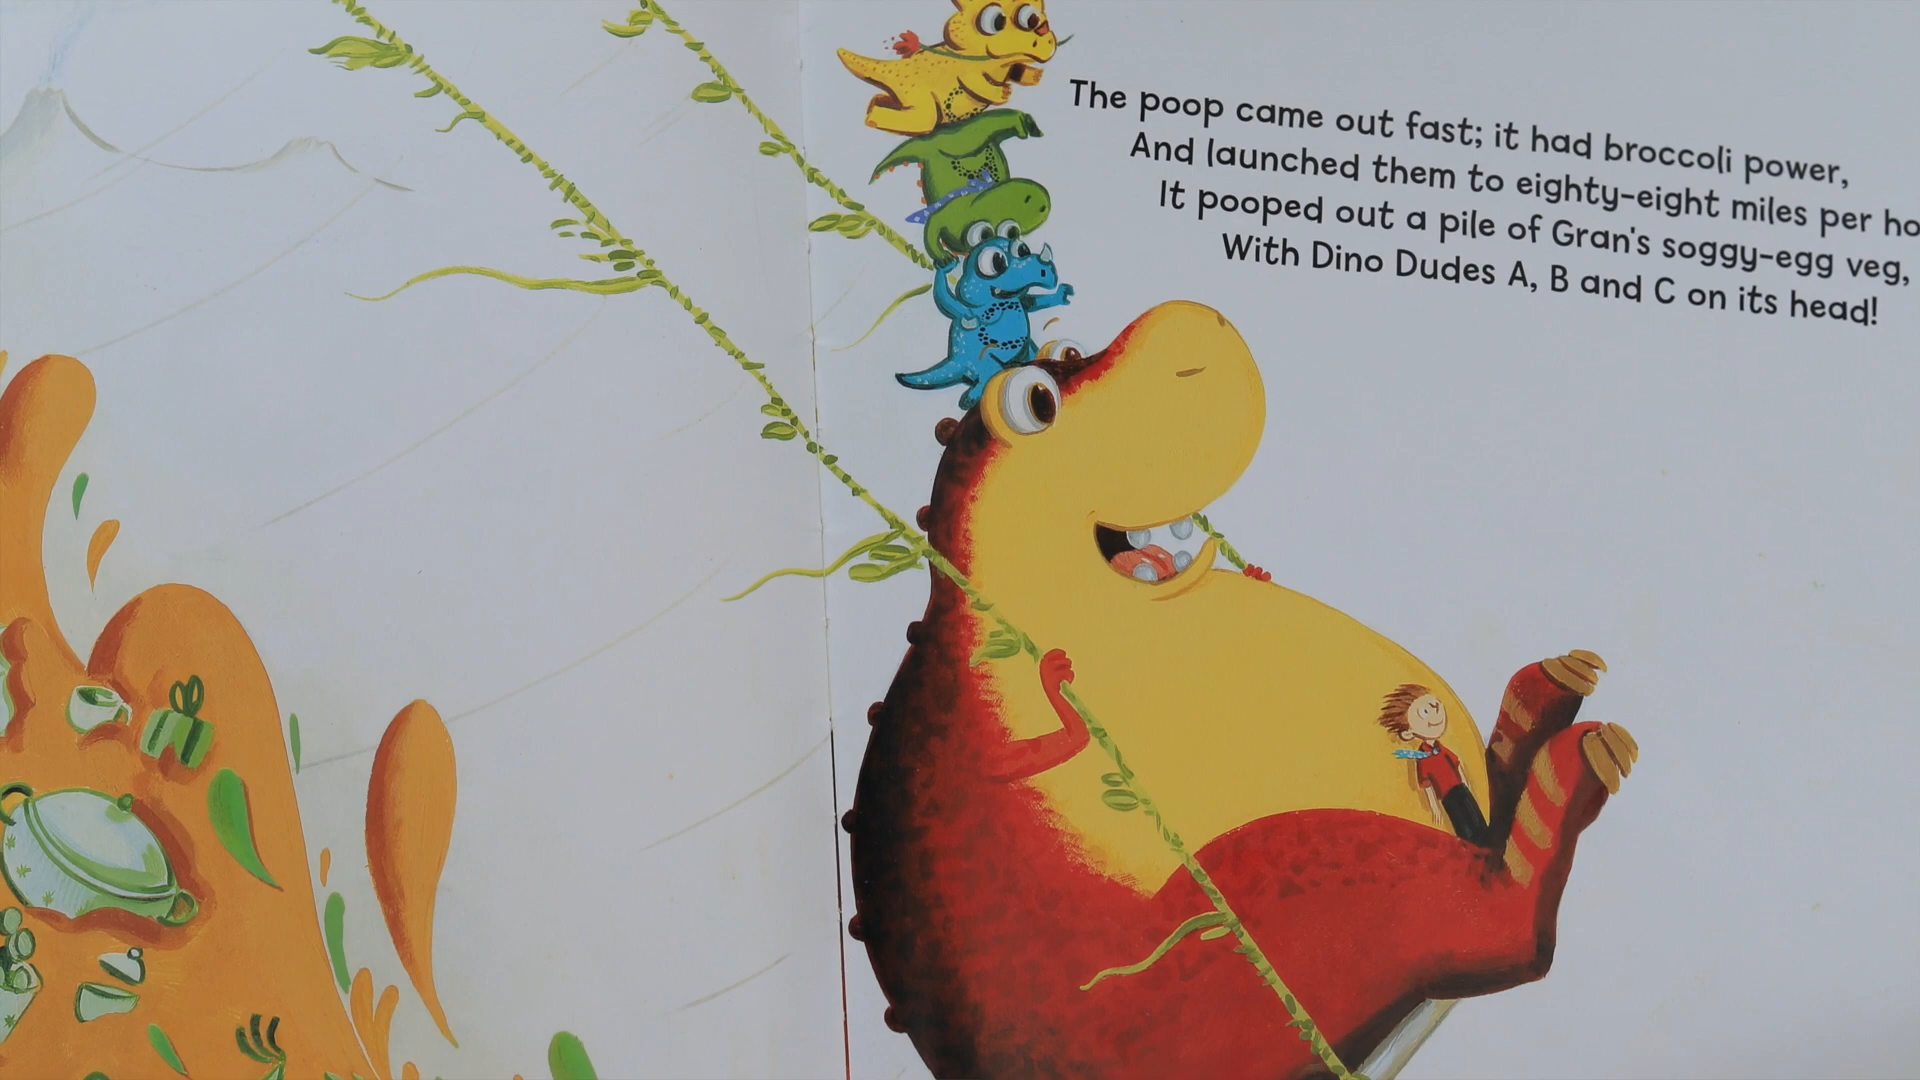 The poop came out fast; it had broccoli power,
And launched them to eighty-eight miles per
It pooped out a pile of Gran's soggy-egg veg,
With Dino Dudes A, B and C on its head!